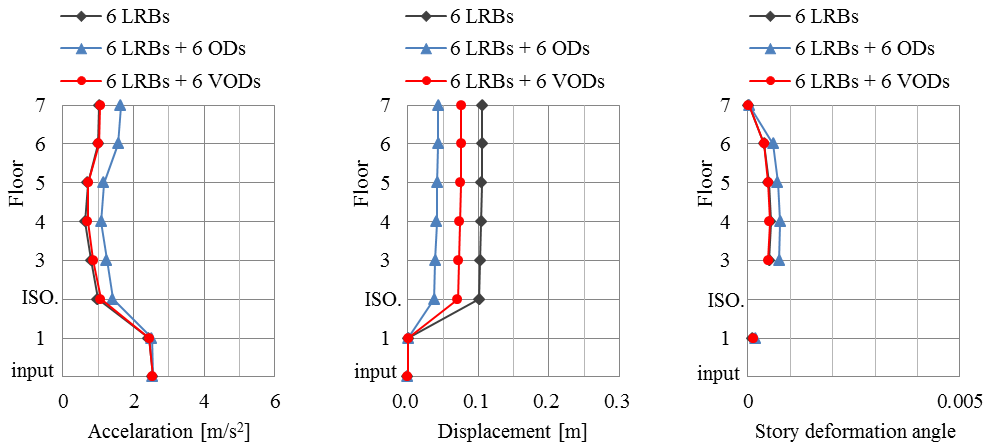 6 LRBs
6 LRBs + 6 ODs
6 LRBs + 6 VODs
7
6
5
4
3
ISO.
1
input
Floor
0
2
4
6
Accelaration [m/s²]
6 LRBs
6 LRBs + 6 ODs
6 LRBs + 6 VODs
7
6
5
4
3
ISO.
1
input
Floor
0.0
0.1
0.2
0.3
Displacement [m]
6 LRBs
6 LRBs + 6 ODs
6 LRBs + 6 VODs
7
6
5
4
3
ISO.
1
input
Floor
0
0.005
Story deformation angle